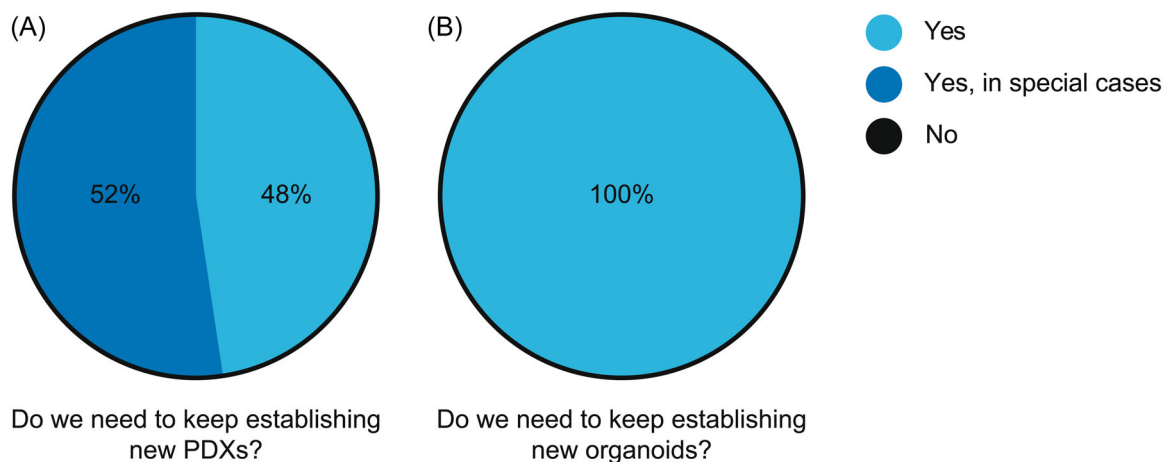 (A)
52%
48%
Do we need to keep establishing
new PDXs?
(B)
100%
Do we need to keep establishing
new organoids?
Yes
Yes, in special cases
No